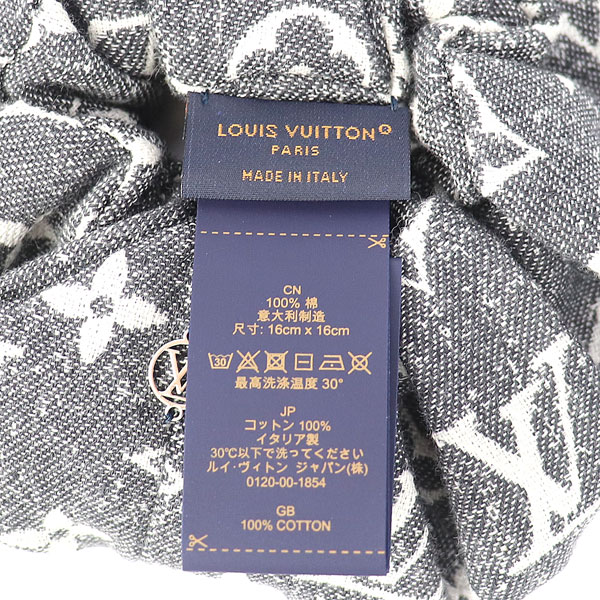 LOUIS VUITTON®
PARIS
MADE IN ITALY
CN
100% 棉
意大利制造
尺寸: 16cm x 16cm
30
最高洗涤温度 30°
JP
コットン 100%
イタリア製
30℃以下で洗ってください
ルイ・ヴィトン ジャパン(株)
0120-00-1854
GB
100% COTTON
LV